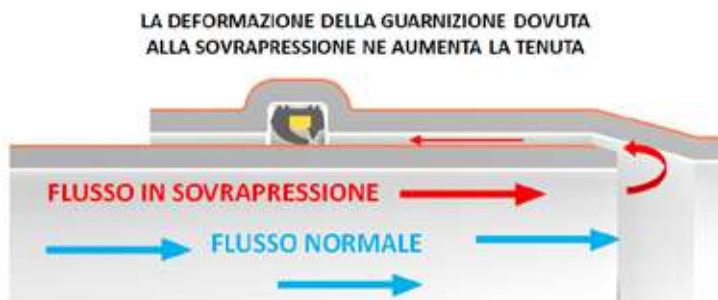 LA DEFORMAZIONE DELLA GUARNIZIONE DOVUTA
ALLA SOVRAPRESSIONE NE AUMENTA LA TENUTA
FLUSSO IN SOVRAPRESSIONE
FLUSSO NORMALE